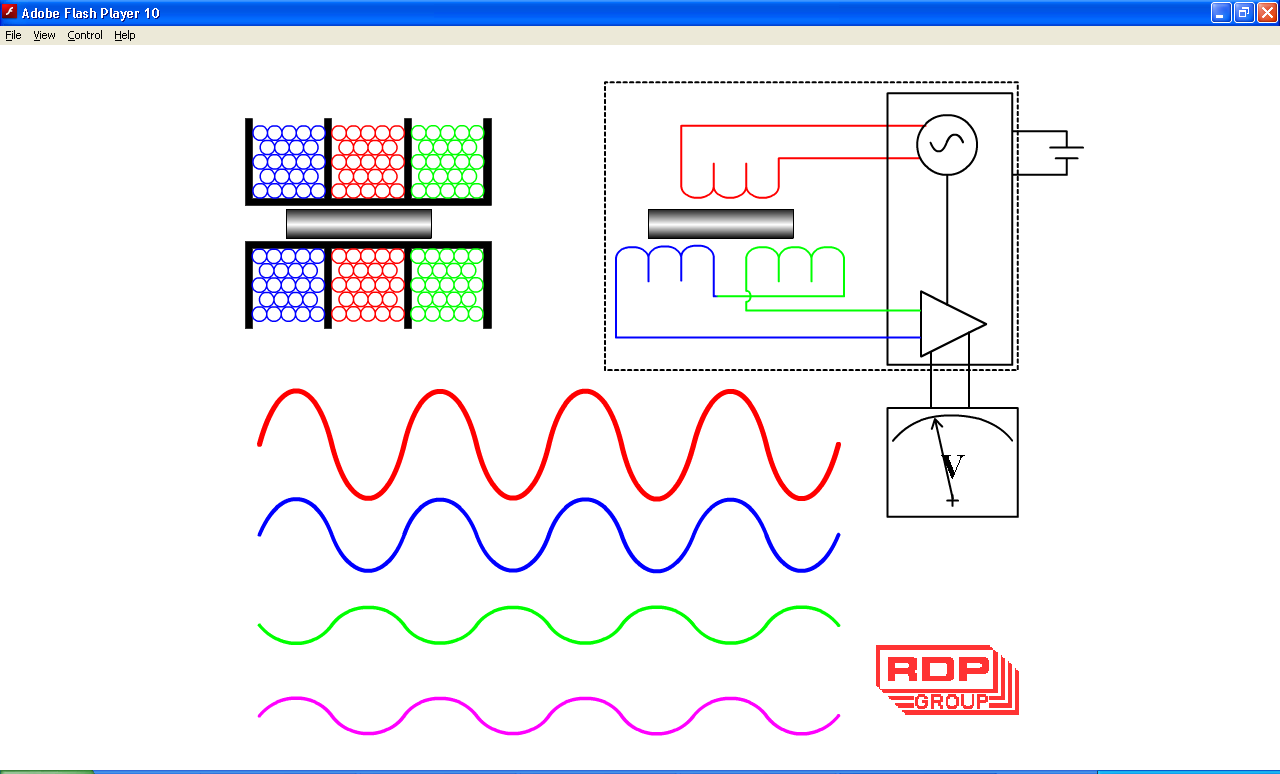 Adobe Flash Player 10
File View Control Help
V
RDP
GROUP